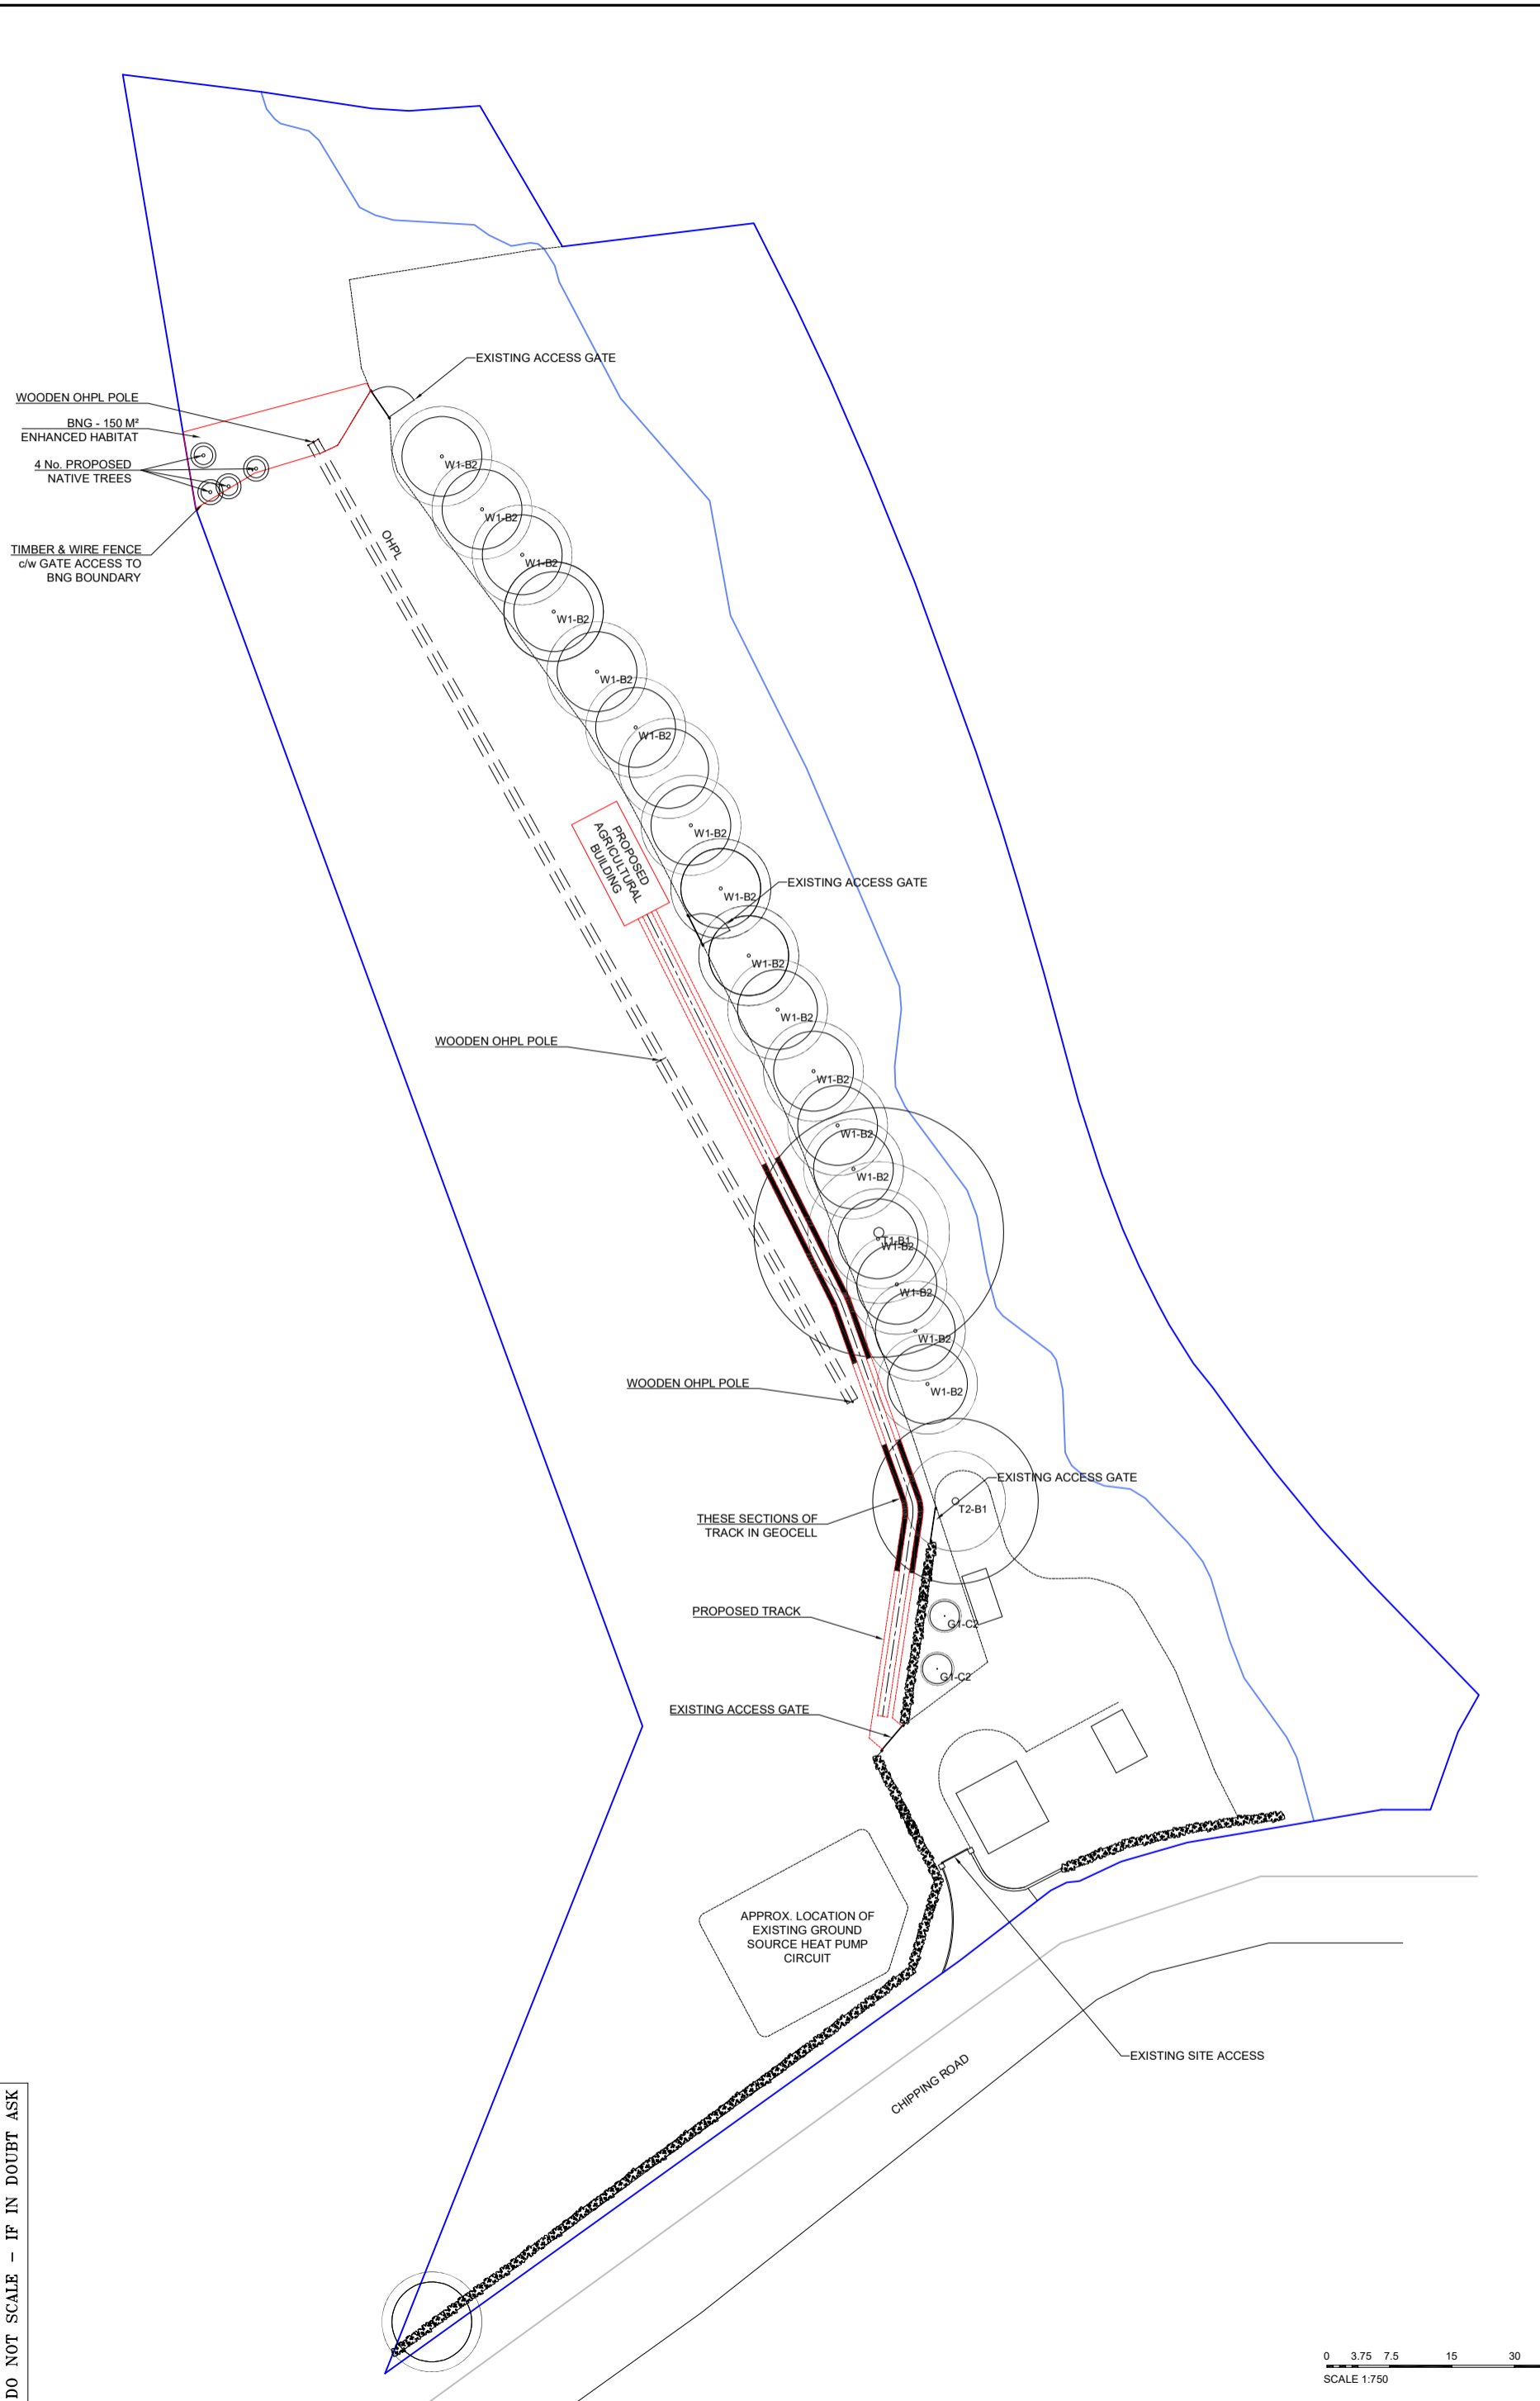 EXISTING ACCESS GATE
WOODEN OHPL POLE
BNG - 150 M²
ENHANCED HABITAT
4 No. PROPOSED
NATIVE TREES
TIMBER & WIRE FENCE
c/w GATE ACCESS TO
BNG BOUNDARY
OHPL
W1-B2
W1-B2
W1-B2
W1-B2
W1-B2
W1-B2
W1-B2
PROPOSED
AGRICULTURAL
BUILDING
W1-B2
EXISTING ACCESS GATE
W1-B2
W1-B2
WOODEN OHPL POLE
W1-B2
W1-B2
W1-B2
T1-B1
W1-B2
W1-B2
W1-B2
WOODEN OHPL POLE
W1-B2
EXISTING ACCESS GATE
T2-B1
THESE SECTIONS OF
TRACK IN GEOCELL
PROPOSED TRACK
G1-C2
G1-C2
EXISTING ACCESS GATE
APPROX. LOCATION OF
EXISTING GROUND
SOURCE HEAT PUMP
CIRCUIT
EXISTING SITE ACCESS
CHIPPING ROAD
DO NOT SCALE - IF IN DOUBT ASK
0 3.75 7.5 15 30
SCALE 1:750